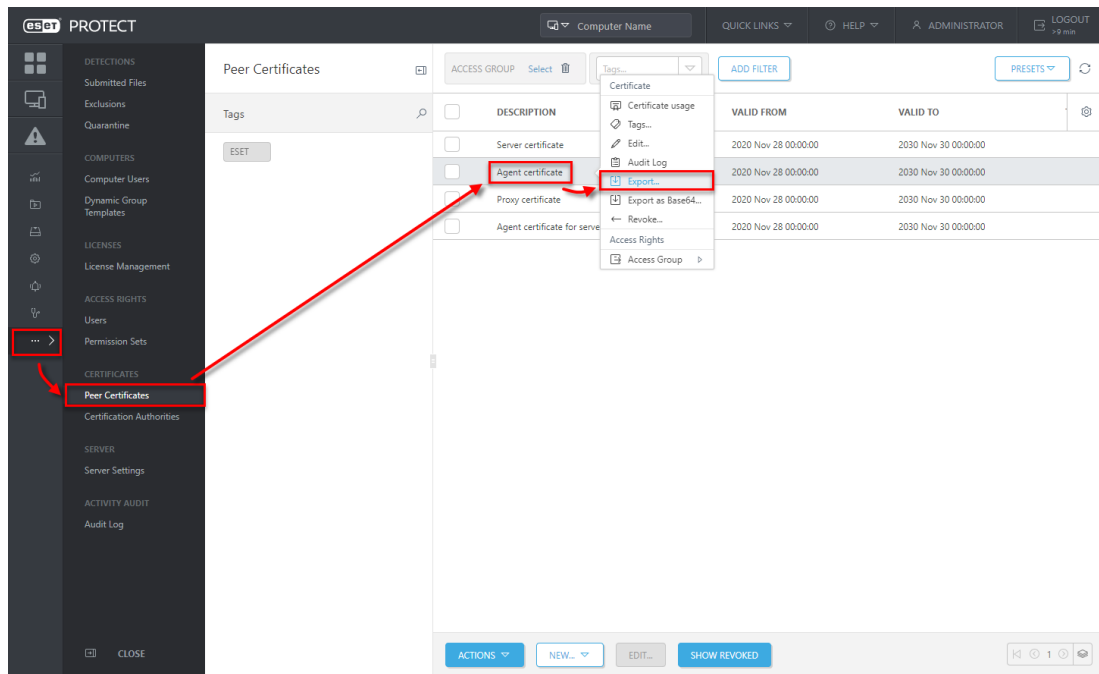 eset PROTECT
Computer Name
QUICK LINKS
HELP
ADMINISTRATOR
LOGOUT
>9 min
DETECTIONS
Submitted Files
Exclusions
Quarantine
COMPUTERS
Computer Users
Dynamic Group
Templates
LICENSES
License Management
ACCESS RIGHTS
Users
Permission Sets
CERTIFICATES
Peer Certificates
Certification Authorities
SERVER
Server Settings
ACTIVITY AUDIT
Audit Log
CLOSE
Peer Certificates
Tags
ESET
ACCESS GROUP Select
Tags...
ADD FILTER
PRESETS
DESCRIPTION
VALID FROM
VALID TO
Server certificate
2020 Nov 28 00:00:00
2030 Nov 30 00:00:00
Agent certificate
2020 Nov 28 00:00:00
2030 Nov 30 00:00:00
Proxy certificate
2020 Nov 28 00:00:00
2030 Nov 30 00:00:00
Agent certificate for serve
2020 Nov 28 00:00:00
2030 Nov 30 00:00:00
Certificate
Certificate usage
Tags...
Edit...
Audit Log
Export...
Export as Base64...
Revoke...
Access Rights
Access Group
ACTIONS
NEW...
EDIT...
SHOW REVOKED
1